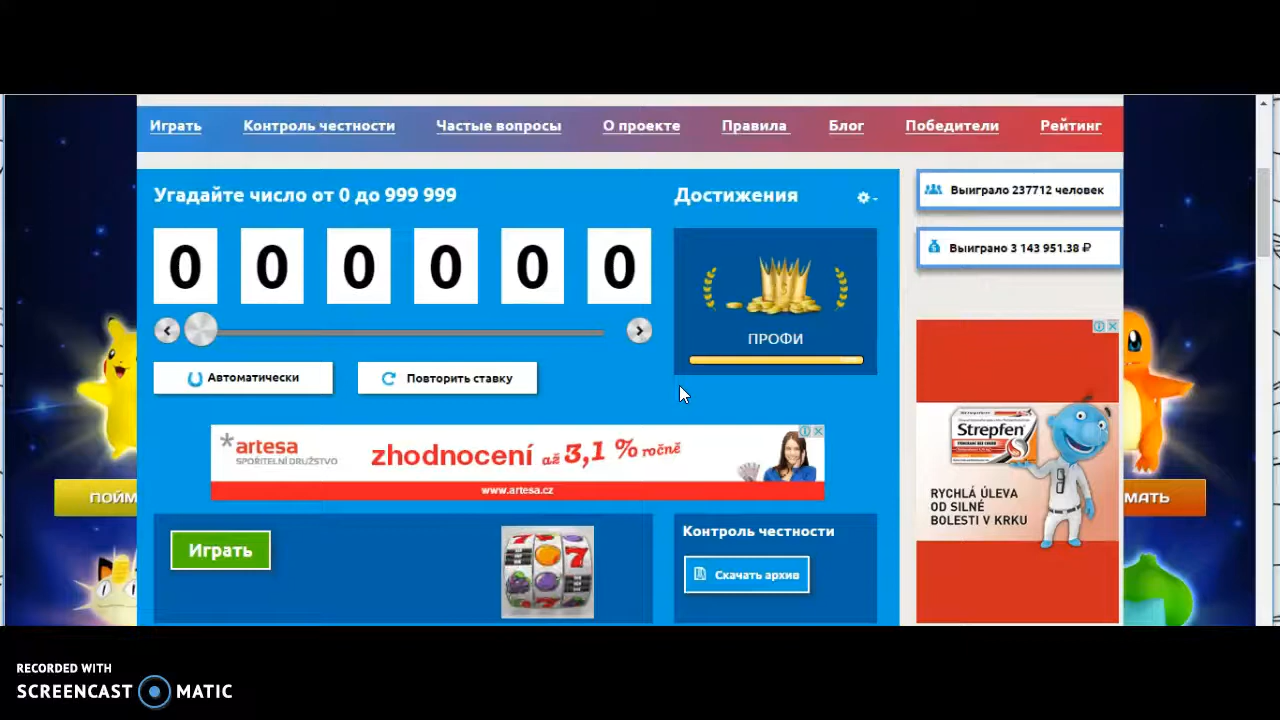 Играть Контроль честности Частые вопросы О проекте Правила Блог Победители Рейтинг
Угадайте число от 0 до 999 999
0 0 0 0 0 0
Автоматически
Повторить ставку
Достижения
ПРОФИ
Выиграло 237712 человек
Выиграно 3 143 951.38 ₽
*artesa
SPOŘITELNÍ DRUŽSTVO
zhodnocení až 3,1 % ročně
www.artesa.cz
Strepfen
RYCHLÁ ÚLEVA
OD SILNÉ
BOLESTI V KRKU
ПОЙМ
МАТЬ
Играть
Контроль честности
Скачать архив
RECORDED WITH
SCREENCAST MATIC